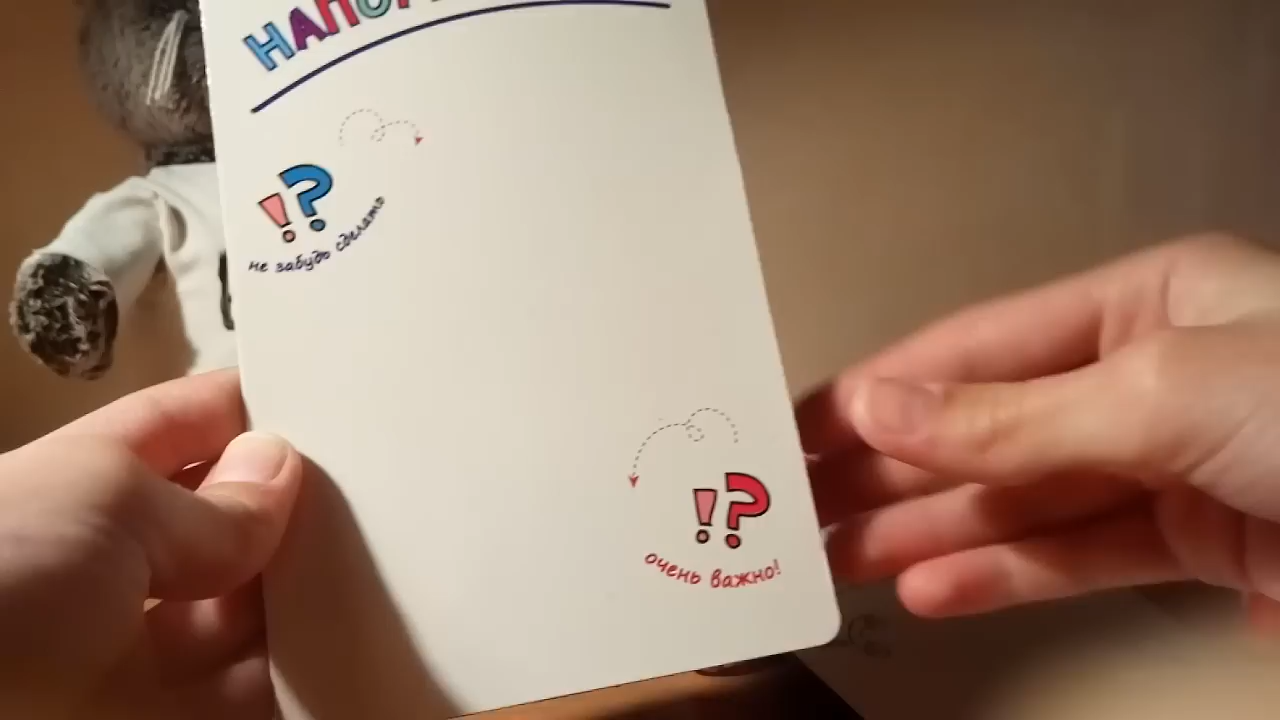 !?
не забудь сделать
!?
очень важно!